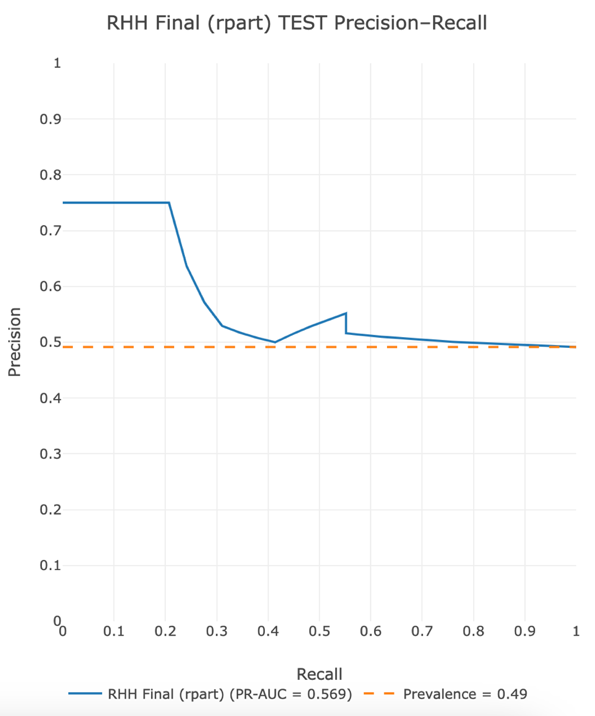 RHH Final (rpart) TEST Precision–Recall
1
0.9
0.8
0.7
0.6
0.5
0.4
0.3
0.2
0.1
0
Precision
0 0.1 0.2 0.3 0.4 0.5 0.6 0.7 0.8 0.9 1
Recall
RHH Final (rpart) (PR-AUC = 0.569) Prevalence = 0.49